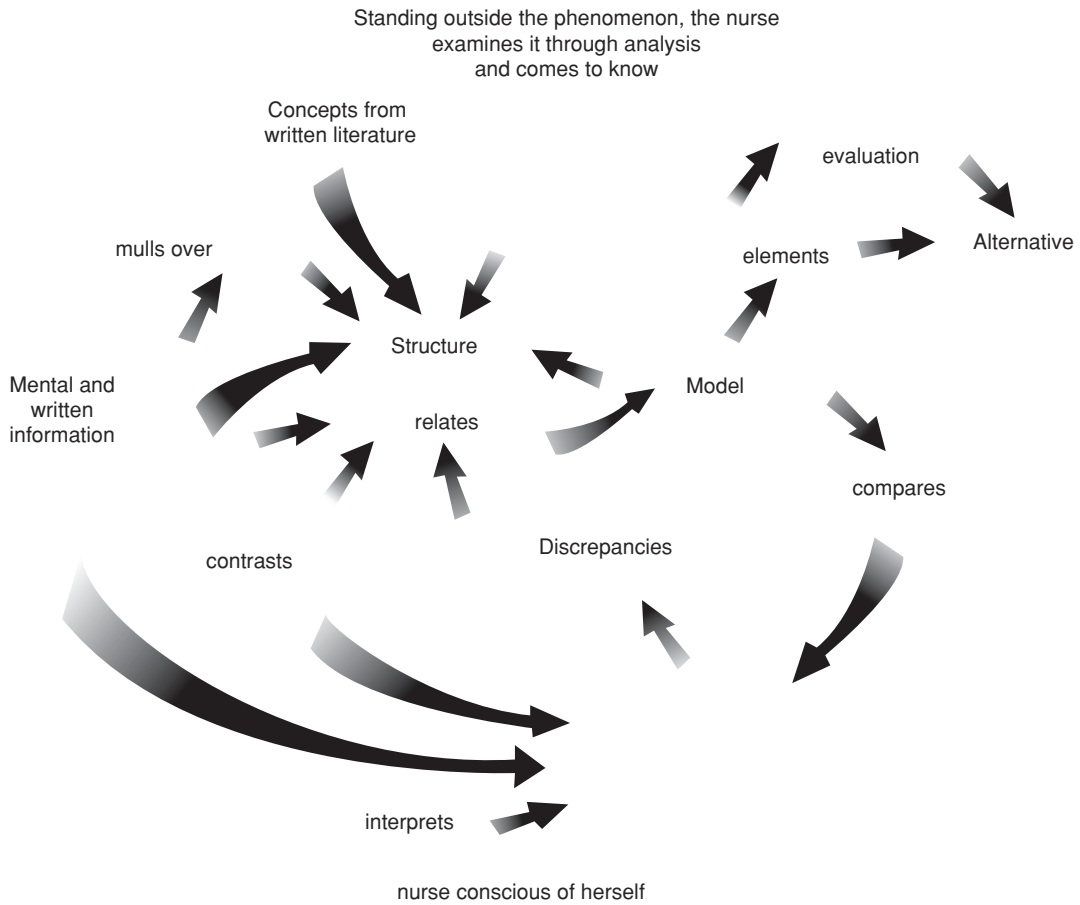 Standing outside the phenomenon, the nurse
examines it through analysis
and comes to know
Concepts from
written literature
evaluation
mulls over
Alternative
elements
Structure
Mental and
written
information
Model
relates
compares
Discrepancies
contrasts
interprets
nurse conscious of herself